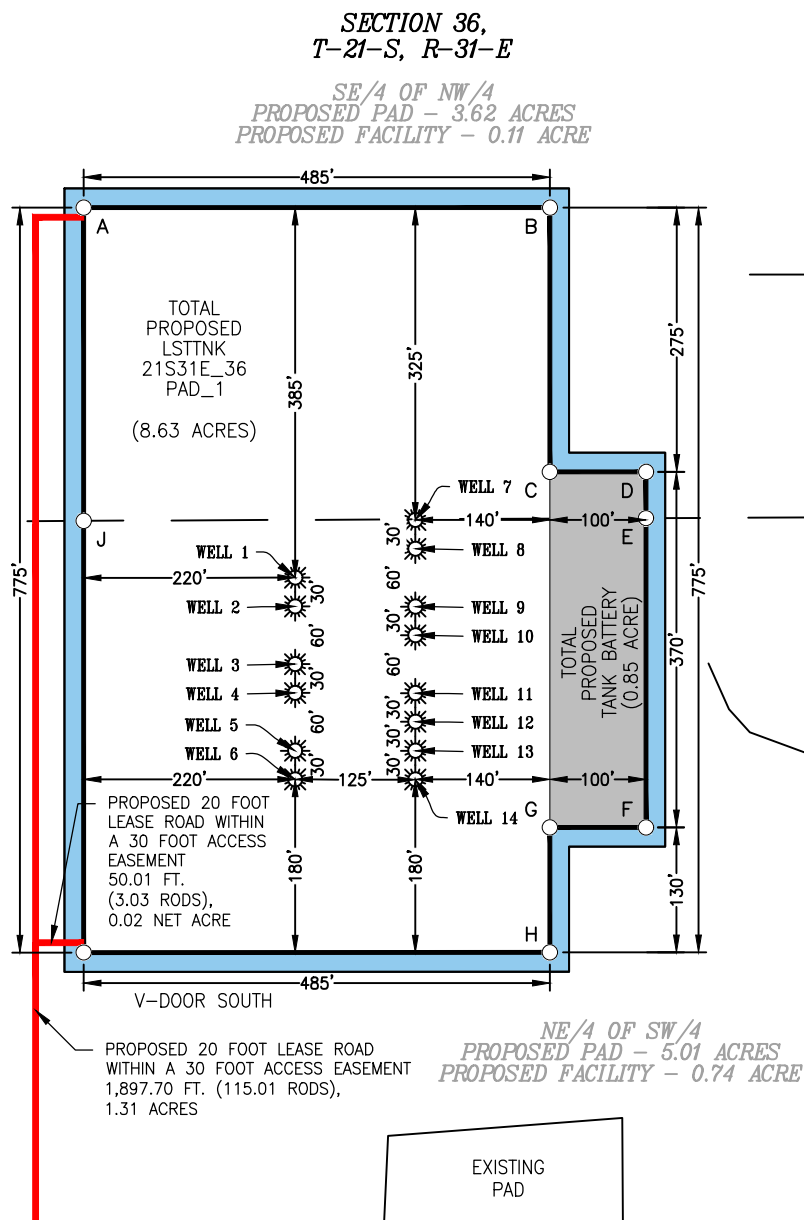 SECTION 36,
T-21-S, R-31-E
SE/4 OF NW/4
PROPOSED PAD - 3.62 ACRES
PROPOSED FACILITY - 0.11 ACRE
485'
A
B
TOTAL
PROPOSED
LSTTNK
21S31E_36
PAD_1
(8.63 ACRES)
385'
325'
275'
775'
775'
C
D
E
J
WELL 7
30'
140'
100'
WELL 8
WELL 1
220'
30'
60'
WELL 2
WELL 9
60'
30'
WELL 10
WELL 3
30'
60'
WELL 4
WELL 11
60'
30'
WELL 12
WELL 5
30'
WELL 13
WELL 6
30'
30'
220'
125'
140'
100'
WELL 14
TOTAL
PROPOSED
TANK BATTERY
(0.85 ACRE)
370'
G
F
PROPOSED 20 FOOT
LEASE ROAD WITHIN
A 30 FOOT ACCESS
EASEMENT
50.01 FT.
(3.03 RODS),
0.02 NET ACRE
180'
180'
130'
H
485'
V-DOOR SOUTH
PROPOSED 20 FOOT LEASE ROAD
WITHIN A 30 FOOT ACCESS EASEMENT
1,897.70 FT. (115.01 RODS),
1.31 ACRES
NE/4 OF SW/4
PROPOSED PAD - 5.01 ACRES
PROPOSED FACILITY - 0.74 ACRE
EXISTING
PAD